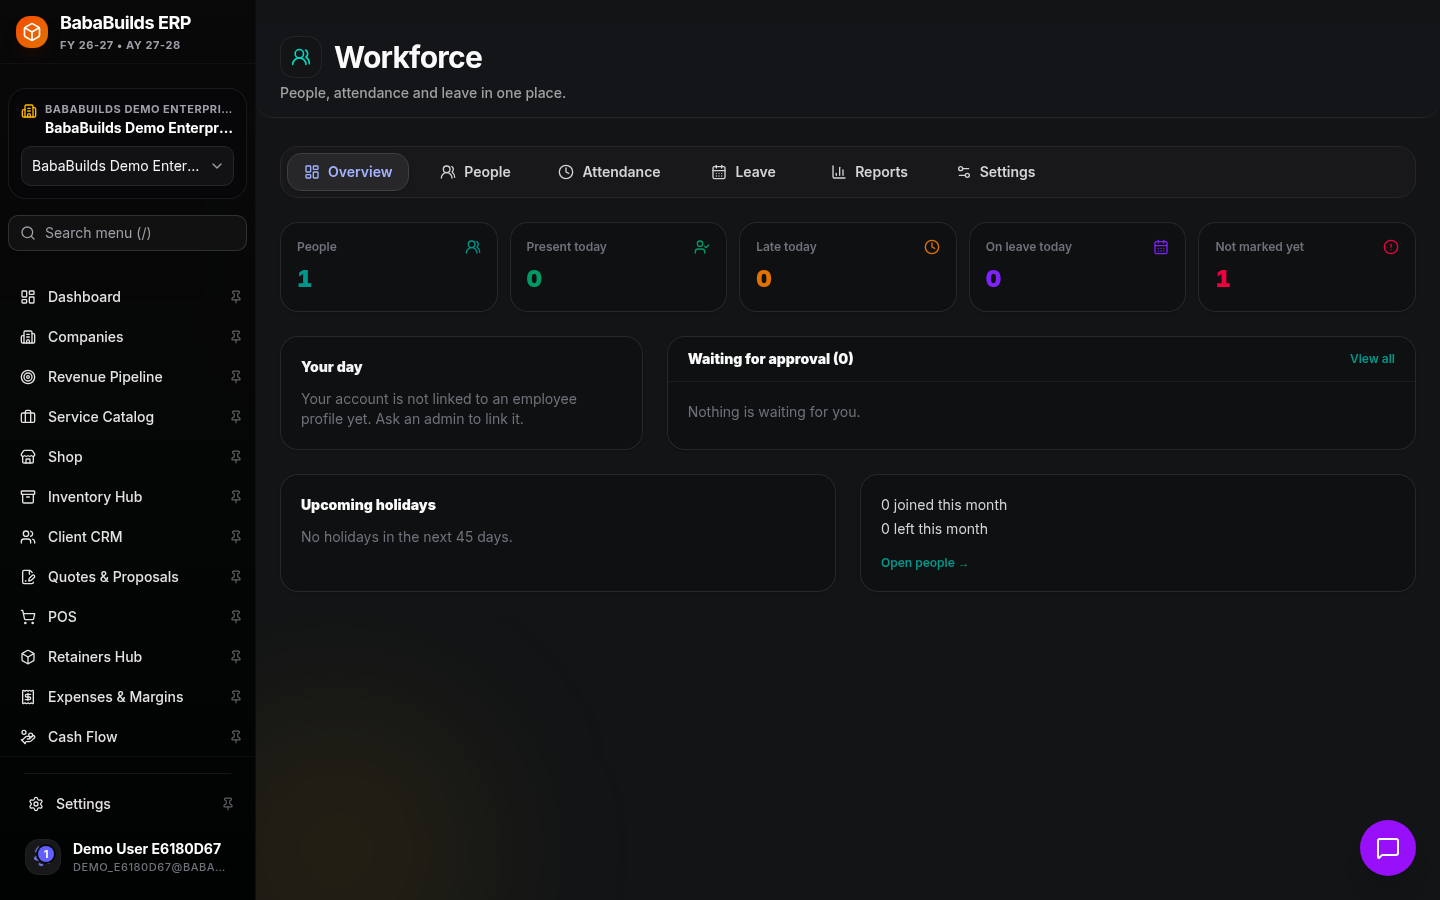 BabaBuilds ERP
FY 26-27 • AY 27-28
BABABUILDS DEMO ENTERPRI...
BabaBuilds Demo Enterpr...
BabaBuilds Demo Enter...
Search menu (/)
Dashboard
Companies
Revenue Pipeline
Service Catalog
Shop
Inventory Hub
Client CRM
Quotes & Proposals
POS
Retainers Hub
Expenses & Margins
Cash Flow
Settings
1
Demo User E6180D67
DEMO_E6180D67@BABA...
Workforce
People, attendance and leave in one place.
Overview
People
Attendance
Leave
Reports
Settings
People
1
Present today
0
Late today
0
On leave today
0
Not marked yet
1
Your day
Your account is not linked to an employee
profile yet. Ask an admin to link it.
Waiting for approval (0)
View all
Nothing is waiting for you.
Upcoming holidays
No holidays in the next 45 days.
0 joined this month
0 left this month
Open people →